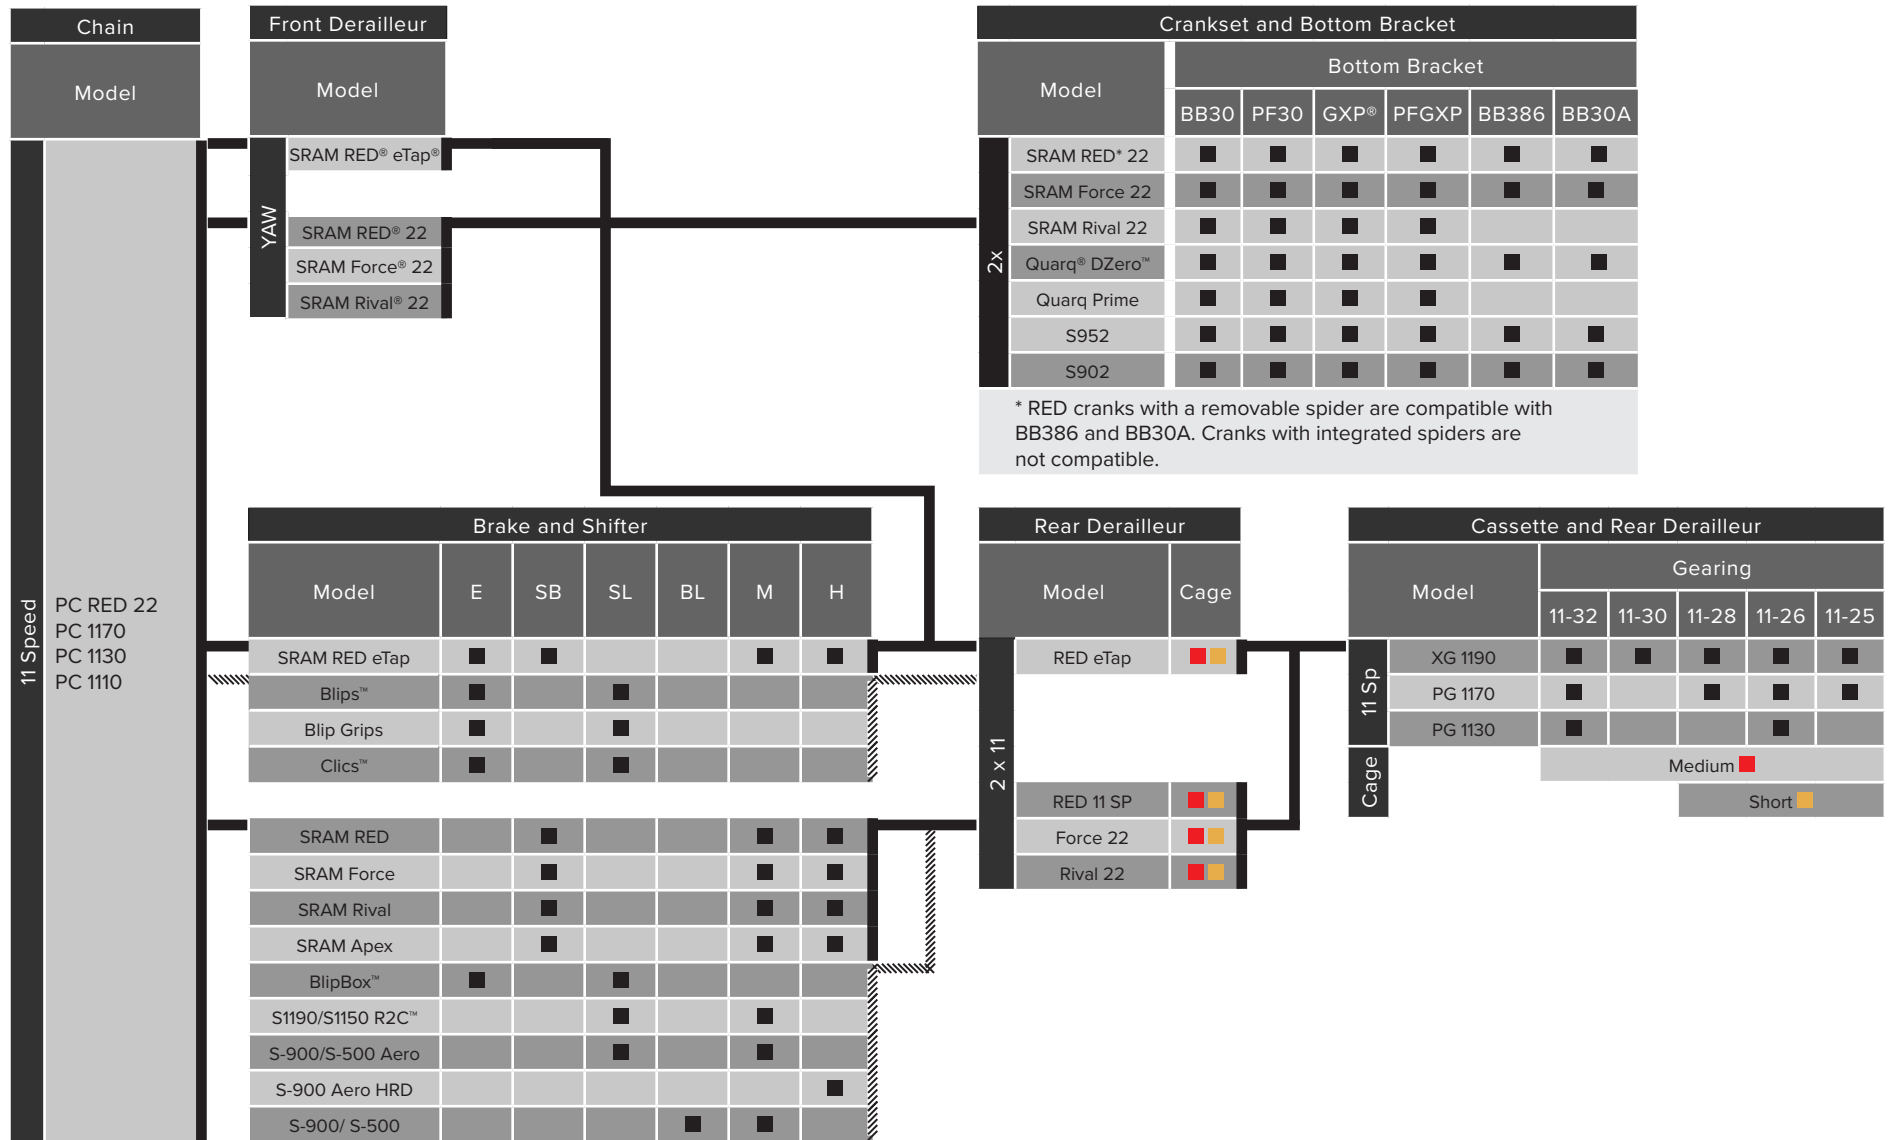 Chain
Model
11 Speed
PC RED 22
PC 1170
PC 1130
PC 1110
Front Derailleur
Model
YAW
SRAM RED® eTap®
SRAM RED® 22
SRAM Force® 22
SRAM Rival® 22
Crankset and Bottom Bracket
Model
Bottom Bracket
BB30 PF30 GXP® PFGXP BB386 BB30A
2x
SRAM RED* 22
SRAM Force 22
SRAM Rival 22
Quarq® DZero™
Quarq Prime
S952
S902
* RED cranks with a removable spider are compatible with
BB386 and BB30A. Cranks with integrated spiders are
not compatible.
Brake and Shifter
Model E SB SL BL M H
SRAM RED eTap
Blips™
Blip Grips
Clics™
SRAM RED
SRAM Force
SRAM Rival
SRAM Apex
BlipBox™
S1190/S1150 R2C™
S-900/S-500 Aero
S-900 Aero HRD
S-900/ S-500
Rear Derailleur
Model Cage
2 x 11
RED eTap
RED 11 SP
Force 22
Rival 22
Cassette and Rear Derailleur
Model
Gearing
11-32 11-30 11-28 11-26 11-25
11 Sp
XG 1190
PG 1170
PG 1130
Cage
Medium
Short